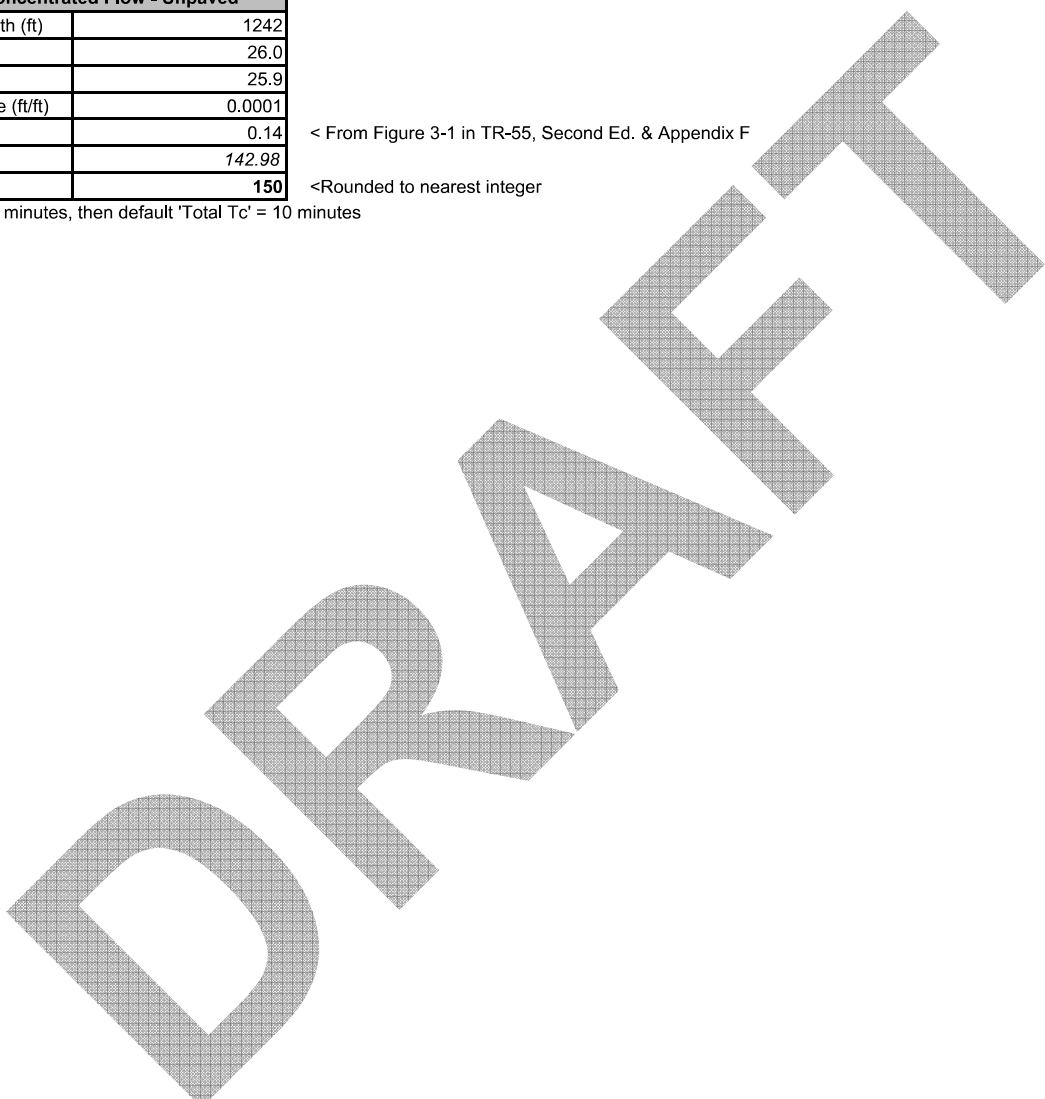 oncentrated Flow - Unpaved
th (ft) 1242
26.0
25.9
e (ft/ft) 0.0001
0.14 < From Figure 3-1 in TR-55, Second Ed. & Appendix F
142.98
150 <Rounded to nearest integer
minutes, then default 'Total Tc' = 10 minutes
DRAFT